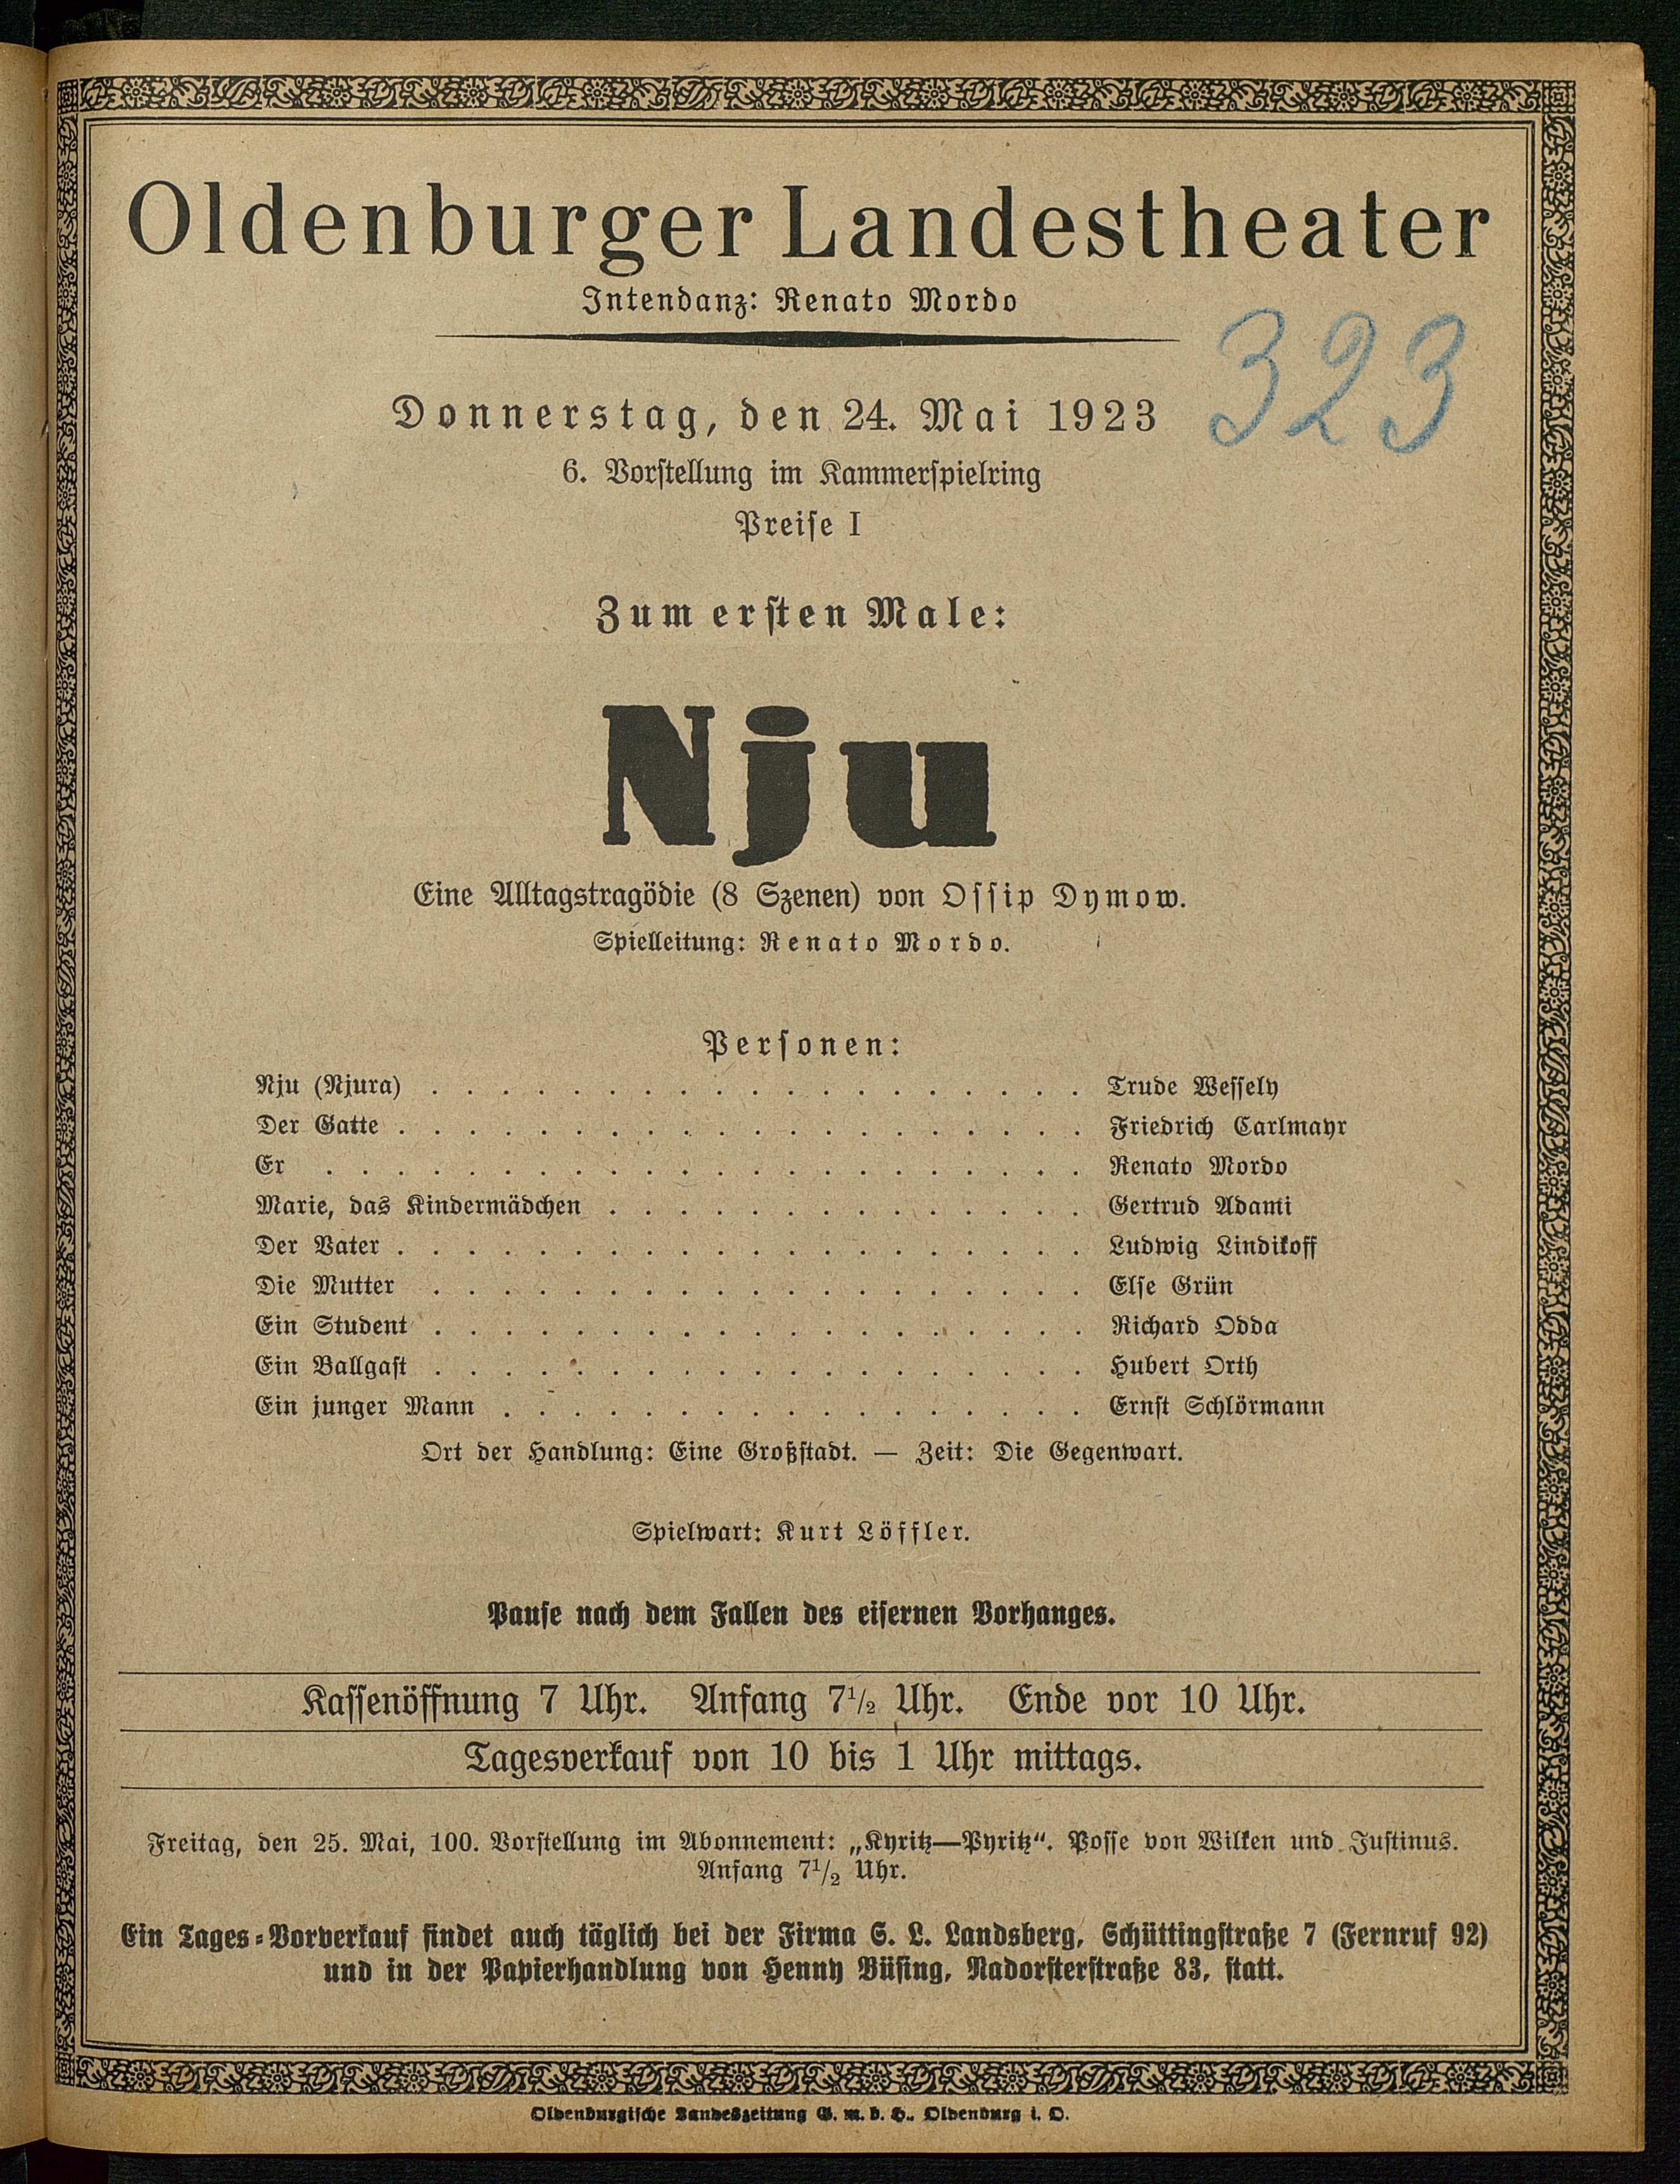 Oldenburger Landestheater
Intendanz: Renato Mordo
323
Donnerstag, den 24. Mai 1923
6. Vorstellung im Kammerspielring
Preise I
Zum ersten Male:
Nju
Eine Alltagstragödie (8 Szenen) von Ossip Dymow.
Spielleitung: Renato Mordo.
Personen:
Nju (Njura) . . . . . . . . . . . . . . . . . . Trude Wessely
Der Gatte . . . . . . . . . . . . . . . . . . . Friedrich Carlmayr
Er . . . . . . . . . . . . . . . . . . . . . Renato Mordo
Marie, das Kindermädchen . . . . . . . . . . . . . Gertrud Adami
Der Vater . . . . . . . . . . . . . . . . . . . Ludwig Lindikoff
Die Mutter . . . . . . . . . . . . . . . . . . Else Grün
Ein Student . . . . . . . . . . . . . . . . . . Richard Odda
Ein Ballgast . . . . . . . . . . . . . . . . . . Hubert Orth
Ein junger Mann . . . . . . . . . . . . . . . . Ernst Schlörmann
Ort der Handlung: Eine Großstadt. — Zeit: Die Gegenwart.
Spielwart: Kurt Löffler.
Pause nach dem Fallen des eisernen Vorhanges.
Kassenöffnung 7 Uhr. Anfang 7½ Uhr. Ende vor 10 Uhr.
Tagesverkauf von 10 bis 1 Uhr mittags.
Freitag, den 25. Mai, 100. Vorstellung im Abonnement: „Kyritz—Pyritz“. Posse von Wilken und Justinus.
Anfang 7½ Uhr.
Ein Tages-Vorverkauf findet auch täglich bei der Firma S. L. Landsberg, Schüttingstraße 7 (Fernruf 92)
und in der Papierhandlung von Henny Büsing, Nadorsterstraße 83, statt.
Oldenburgische Landeszeitung G. m. b. H., Oldenburg i. O.